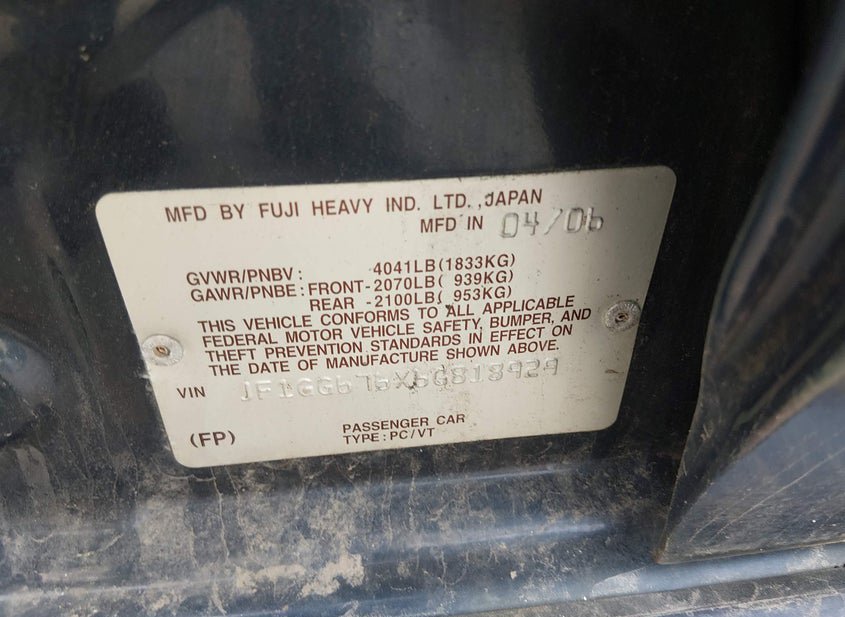 MFD BY FUJI HEAVY IND. LTD.,JAPAN
MFD IN 04/06
GVWR/PNBV : 4041LB(1833KG)
GAWR/PNBE: FRONT-2070LB( 939KG)
REAR -2100LB( 953KG)
THIS VEHICLE CONFORMS TO ALL APPLICABLE
FEDERAL MOTOR VEHICLE SAFETY, BUMPER, AND
THEFT PREVENTION STANDARDS IN EFFECT ON
THE DATE OF MANUFACTURE SHOWN ABOVE.
VIN JF1GG676X6G818929
(FP)
PASSENGER CAR
TYPE:PC/VT